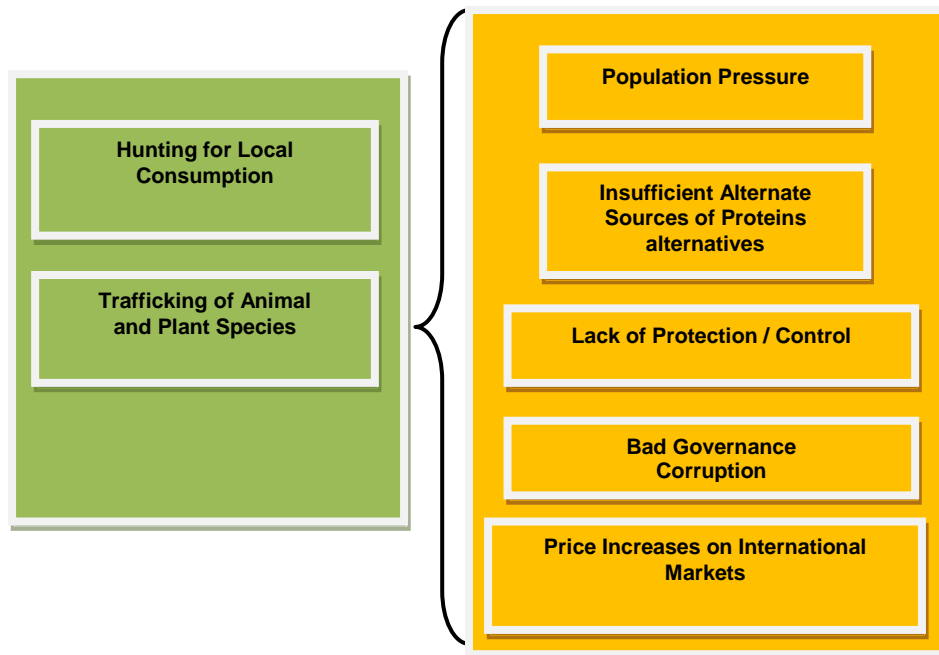 Hunting for Local
Consumption
Trafficking of Animal
and Plant Species
Population Pressure
Insufficient Alternate
Sources of Proteins
alternatives
Lack of Protection / Control
Bad Governance
Corruption
Price Increases on International
Markets